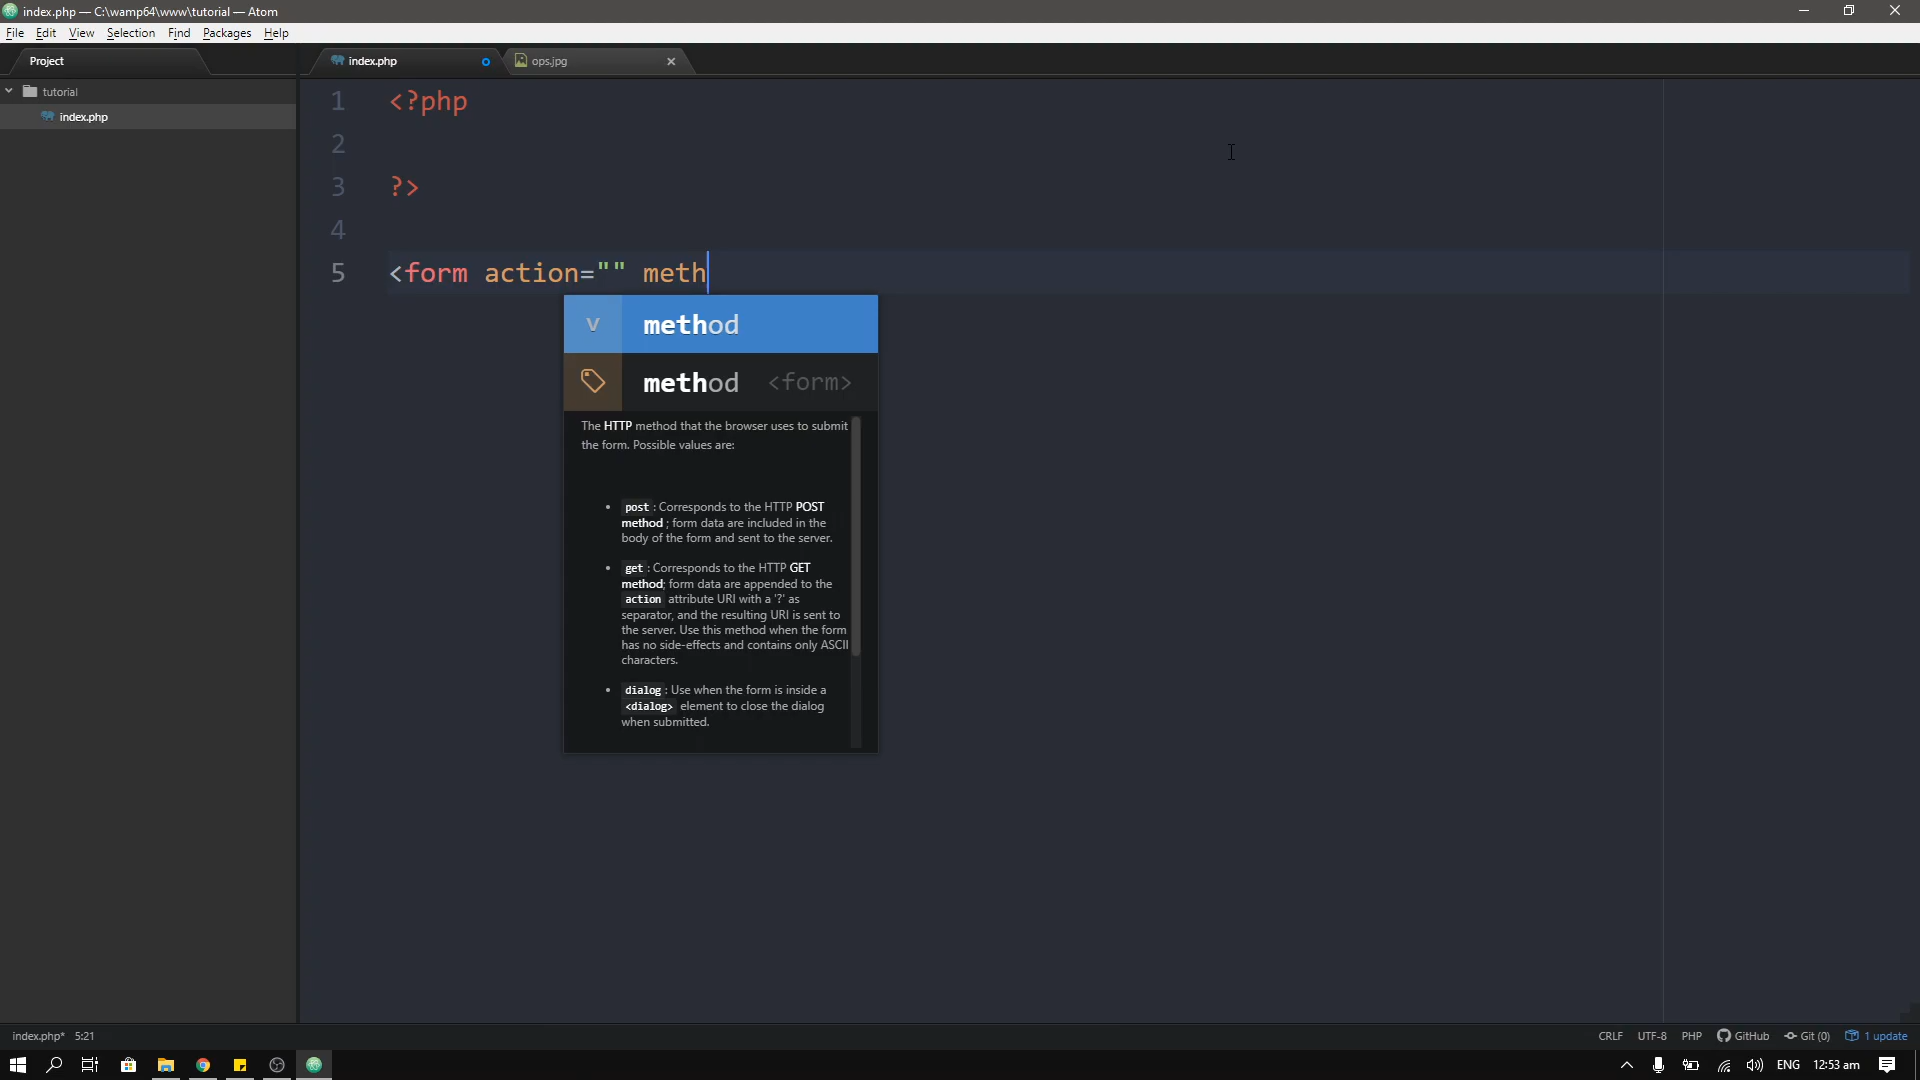 index.php — C:\wamp64\www\tutorial — Atom
File Edit View Selection Find Packages Help
Project
index.php
ops.jpg
tutorial
index.php
1 <?php
2
3 ?>
4
5 <form action="" meth
v method
method <form>
The HTTP method that the browser uses to submit
the form. Possible values are:
• post : Corresponds to the HTTP POST
method ; form data are included in the
body of the form and sent to the server.
• get : Corresponds to the HTTP GET
method; form data are appended to the
action attribute URI with a '?' as
separator, and the resulting URI is sent to
the server. Use this method when the form
has no side-effects and contains only ASCII
characters.
• dialog : Use when the form is inside a
<dialog> element to close the dialog
when submitted.
index.php* 5:21
CRLF UTF-8 PHP GitHub Git (0) 1 update
ENG 12:53 am